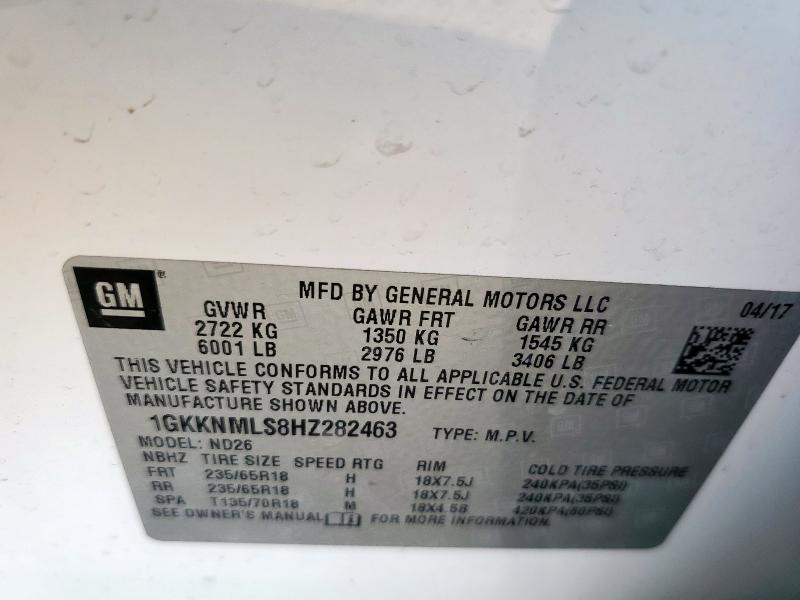 GM
MFD BY GENERAL MOTORS LLC 04/17
GVWR GAWR FRT GAWR RR
2722 KG 1350 KG 1545 KG
6001 LB 2976 LB 3406 LB
THIS VEHICLE CONFORMS TO ALL APPLICABLE U.S. FEDERAL MOTOR
VEHICLE SAFETY STANDARDS IN EFFECT ON THE DATE OF
MANUFACTURE SHOWN ABOVE.
1GKKNMLS8HZ282463 TYPE: M.P.V.
MODEL: ND26
NBHZ TIRE SIZE SPEED RTG RIM COLD TIRE PRESSURE
FRT 235/65R18 H 18X7.5J 240KPA(35PSI)
RR 235/65R18 H 18X7.5J 240KPA(35PSI)
SPA T135/70R18 M 18X4.5B 420KPA(60PSI)
SEE OWNER'S MANUAL FOR MORE INFORMATION.